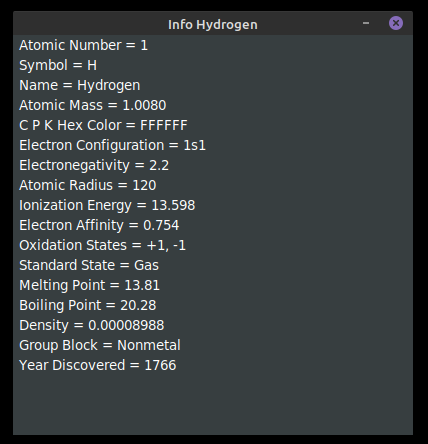 Info Hydrogen
Atomic Number = 1
Symbol = H
Name = Hydrogen
Atomic Mass = 1.0080
C P K Hex Color = FFFFFF
Electron Configuration = 1s1
Electronegativity = 2.2
Atomic Radius = 120
Ionization Energy = 13.598
Electron Affinity = 0.754
Oxidation States = +1, -1
Standard State = Gas
Melting Point = 13.81
Boiling Point = 20.28
Density = 0.00008988
Group Block = Nonmetal
Year Discovered = 1766